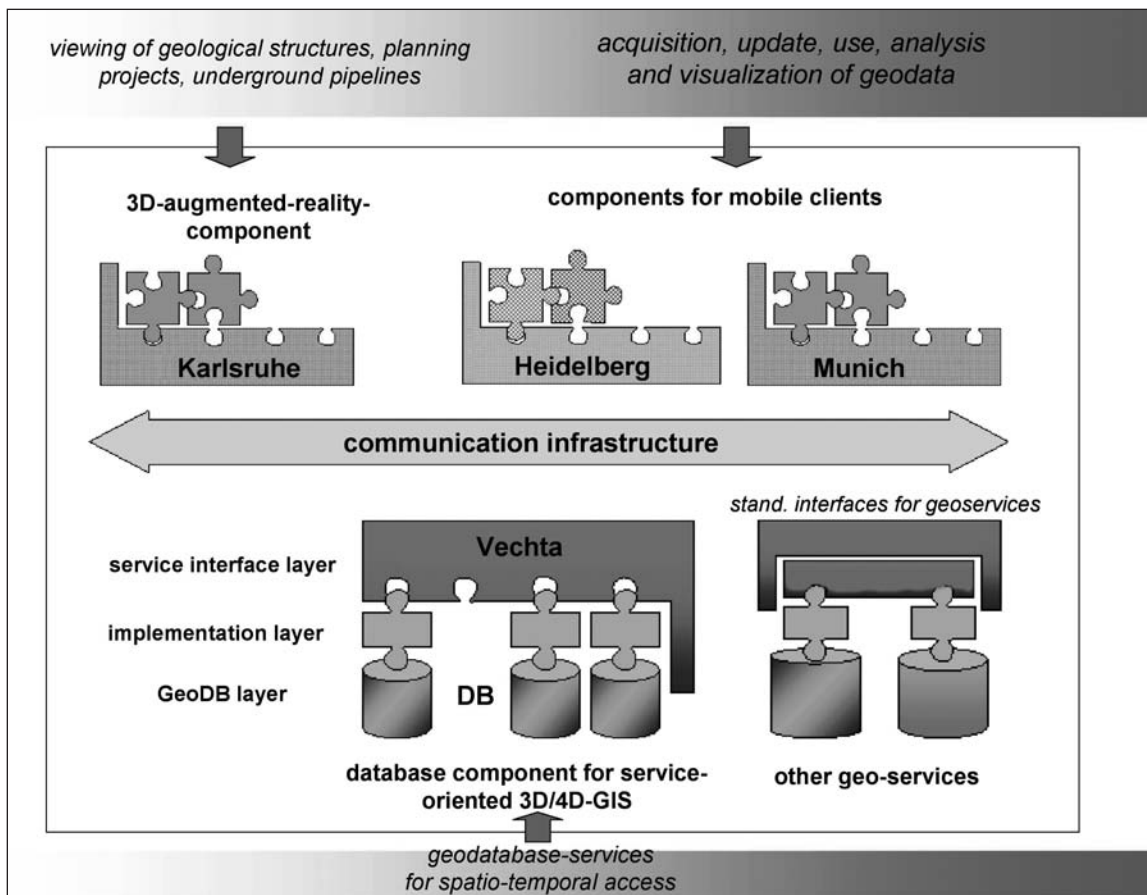 viewing of geological structures, planning
projects, underground pipelines
acquisition, update, use, analysis
and visualization of geodata
3D-augmented-reality-
component
components for mobile clients
Karlsruhe
Heidelberg
Munich
communication infrastructure
stand. interfaces for geoservices
Vechta
service interface layer
implementation layer
GeoDB layer
DB
database component for service-
oriented 3D/4D-GIS
other geo-services
geodatabase-services
for spatio-temporal access